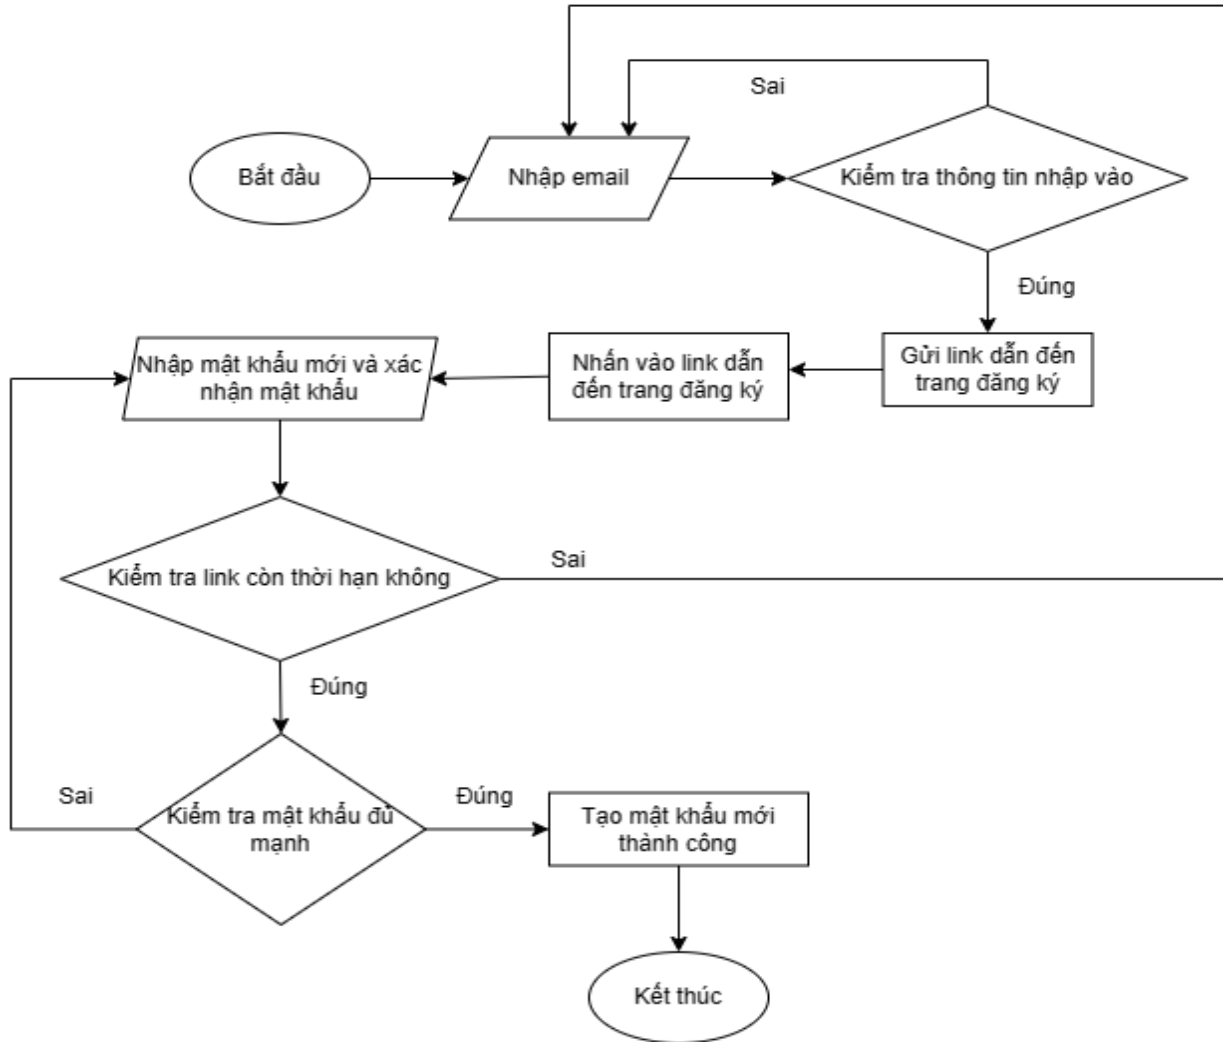 Sai
Bắt đầu
Nhập email
Kiểm tra thông tin nhập vào
Đúng
Nhập mật khẩu mới và xác
nhận mật khẩu
Nhấn vào link dẫn
đến trang đăng ký
Gửi link dẫn đến
trang đăng ký
Kiểm tra link còn thời hạn không
Sai
Đúng
Sai
Kiểm tra mật khẩu đủ
mạnh
Đúng
Tạo mật khẩu mới
thành công
Kết thúc